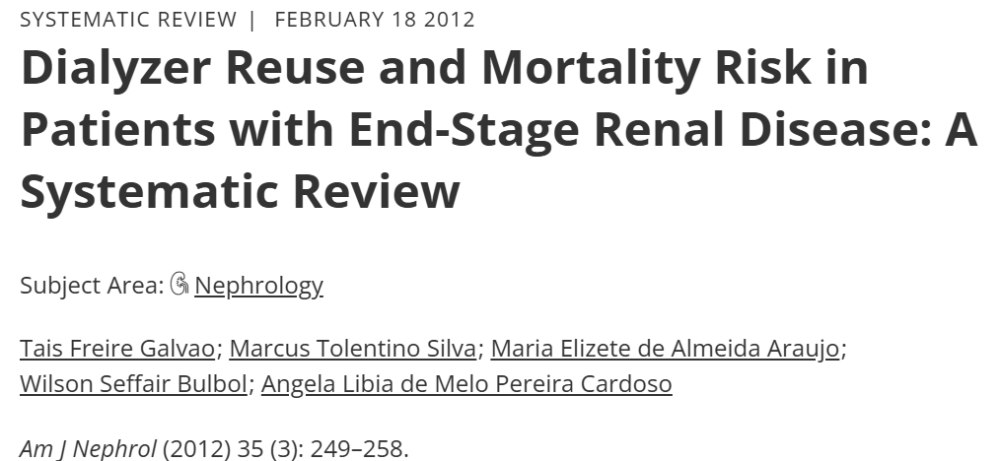 SYSTEMATIC REVIEW | FEBRUARY 18 2012
Dialyzer Reuse and Mortality Risk in
Patients with End-Stage Renal Disease: A
Systematic Review
Subject Area: Nephrology
Tais Freire Galvao; Marcus Tolentino Silva; Maria Elizete de Almeida Araujo;
Wilson Seffair Bulbol; Angela Libia de Melo Pereira Cardoso
Am J Nephrol (2012) 35 (3): 249–258.